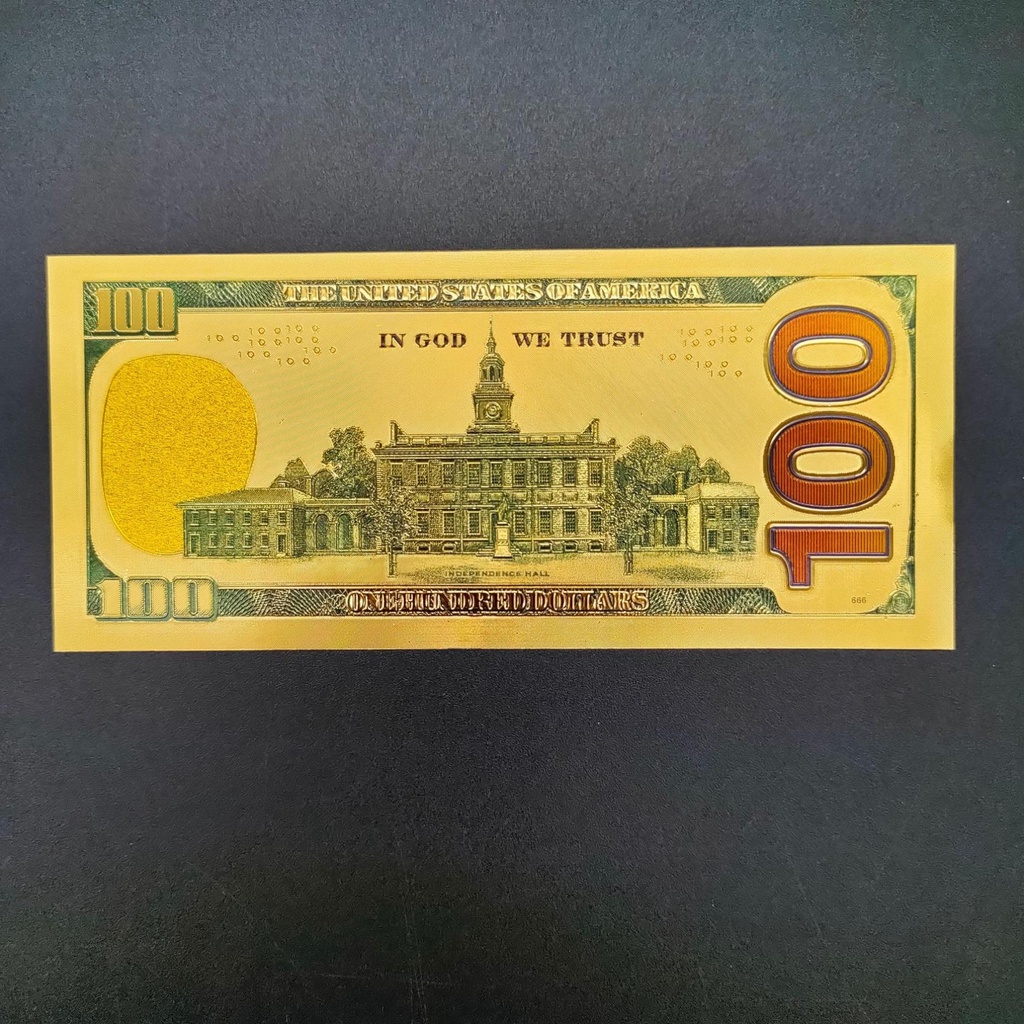 100
THE UNITED STATES OF AMERICA
IN GOD WE TRUST
100
INDEPENDENCE HALL
100
ONE HUNDRED DOLLARS
666